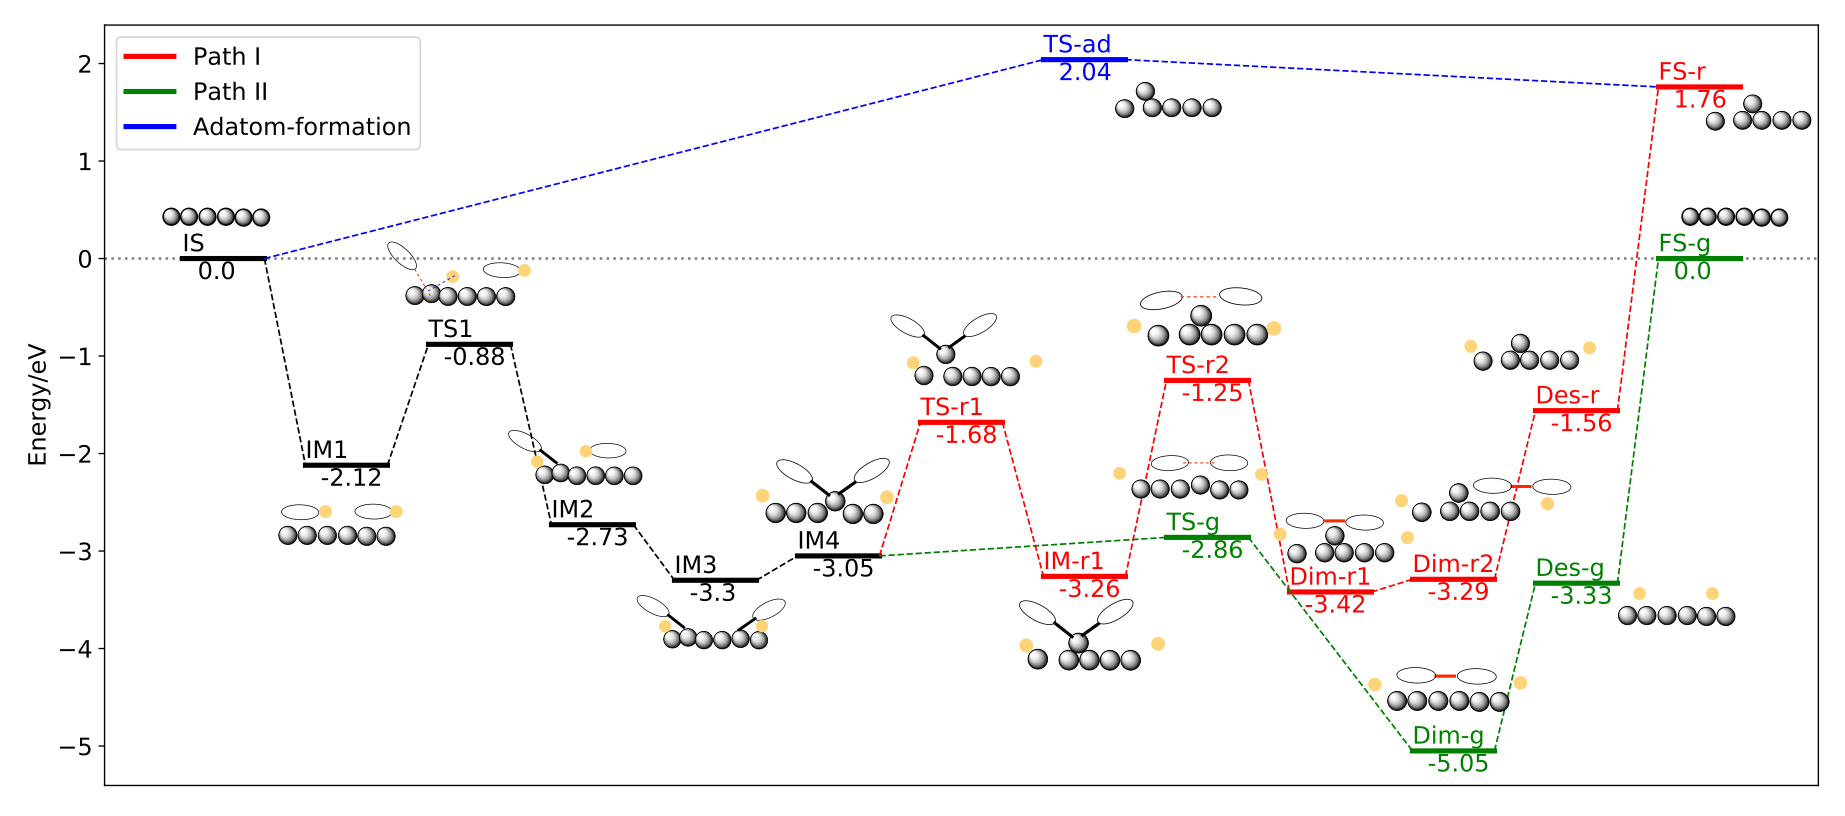 Path I
Path II
Adatom-formation
Energy/eV
2
1
0
−1
−2
−3
−4
−5
IS
0.0
IM1
-2.12
TS1
-0.88
IM2
-2.73
IM3
-3.3
IM4
-3.05
TS-r1
-1.68
IM-r1
-3.26
TS-ad
2.04
TS-r2
-1.25
TS-g
-2.86
Dim-r1
-3.42
Dim-r2
-3.29
Dim-g
-5.05
Des-r
-1.56
Des-g
-3.33
FS-r
1.76
FS-g
0.0